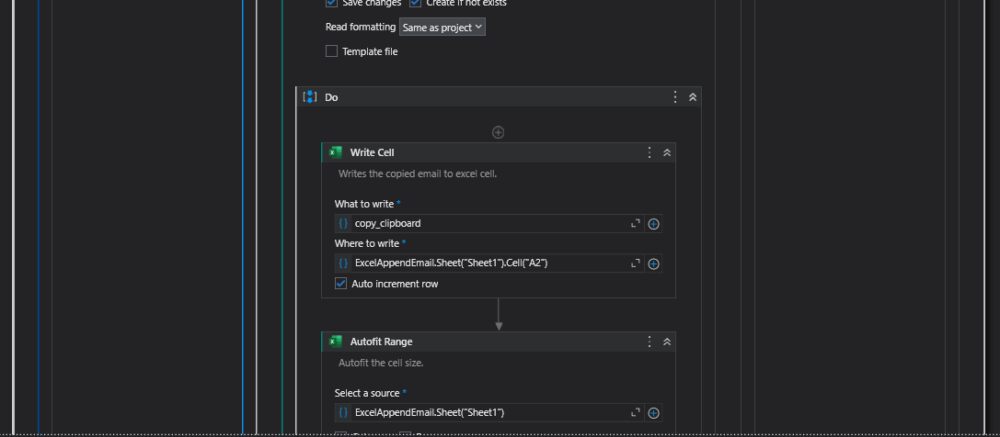 Save changes Create if not exists
Read formatting Same as project
Template file
Do
Write Cell
Writes the copied email to excel cell.
What to write *
{} copy_clipboard
Where to write *
{} ExcelAppendEmail.Sheet("Sheet1").Cell("A2")
Auto increment row
Autofit Range
Autofit the cell size.
Select a source *
{} ExcelAppendEmail.Sheet("Sheet1")